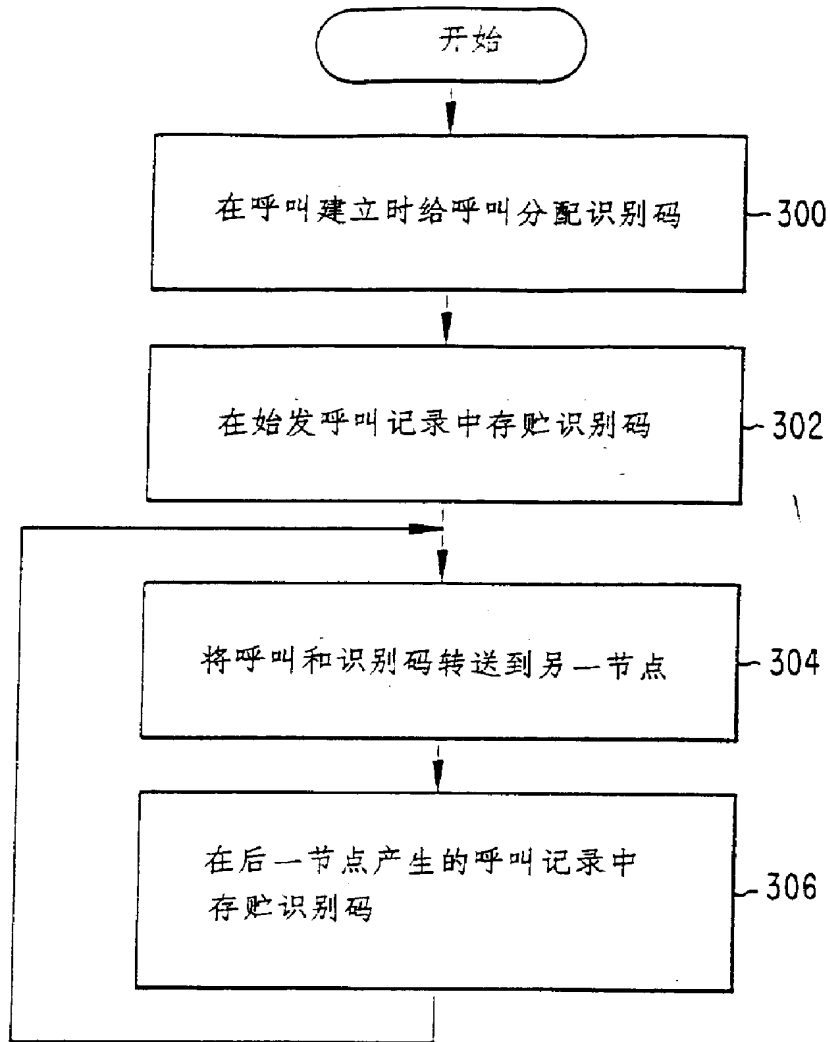 开始
在呼叫建立时给呼叫分配识别码
300
在始发呼叫记录中存贮识别码
302
将呼叫和识别码转送到另一节点
304
在后一节点产生的呼叫记录中
存贮识别码
306